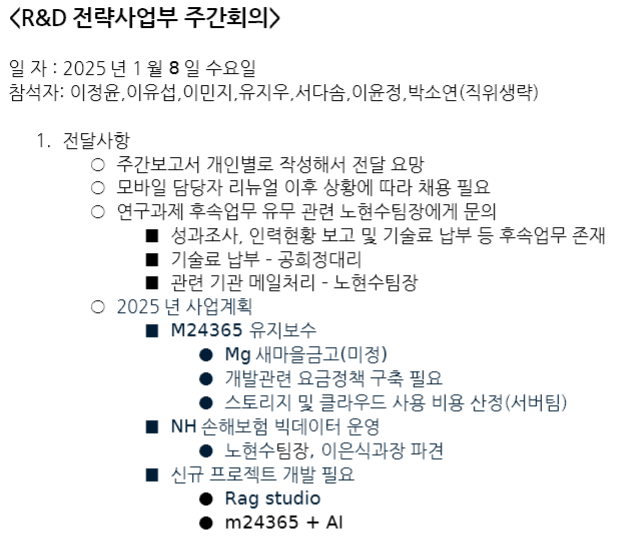 <R&D 전략사업부 주간회의>
일 자 : 2025 년 1 월 8 일 수요일
참석자: 이정윤,이유섭,이민지,유지우,서다솜,이윤정,박소연(직위생략)
1. 전달사항
○ 주간보고서 개인별로 작성해서 전달 요망
○ 모바일 담당자 리뉴얼 이후 상황에 따라 채용 필요
○ 연구과제 후속업무 유무 관련 노현수팀장에게 문의
■ 성과조사, 인력현황 보고 및 기술료 납부 등 후속업무 존재
■ 기술료 납부 - 공희정대리
■ 관련 기관 메일처리 - 노현수팀장
○ 2025 년 사업계획
■ M24365 유지보수
● Mg 새마을금고(미정)
● 개발관련 요금정책 구축 필요
● 스토리지 및 클라우드 사용 비용 산정(서버팀)
■ NH 손해보험 빅데이터 운영
● 노현수팀장, 이은식과장 파견
■ 신규 프로젝트 개발 필요
● Rag studio
● m24365 + AI